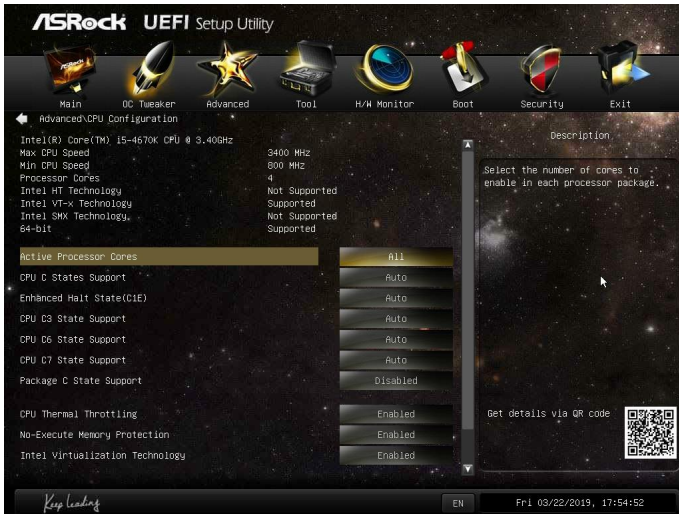 ASRock UEFI Setup Utility
ASRock
Main OC Tweaker Advanced Tool H/W Monitor Boot Security Exit
Advanced\CPU Configuration
Description
Intel(R) Core(TM) i5-4670K CPU @ 3.40GHz
Max CPU Speed 3400 MHz
Min CPU Speed 800 MHz
Processor Cores 4
Intel HT Technology Not Supported
Intel VT-x Technology Supported
Intel SMX Technology Not Supported
64-bit Supported
Select the number of cores to
enable in each processor package.
Active Processor Cores All
CPU C States Support Auto
Enhanced Halt State(C1E) Auto
CPU C3 State Support Auto
CPU C6 State Support Auto
CPU C7 State Support Auto
Package C State Support Disabled
CPU Thermal Throttling Enabled
No-Execute Memory Protection Enabled
Intel Virtualization Technology Enabled
Get details via QR code
Keep Leading
EN
Fri 03/22/2019, 17:54:52